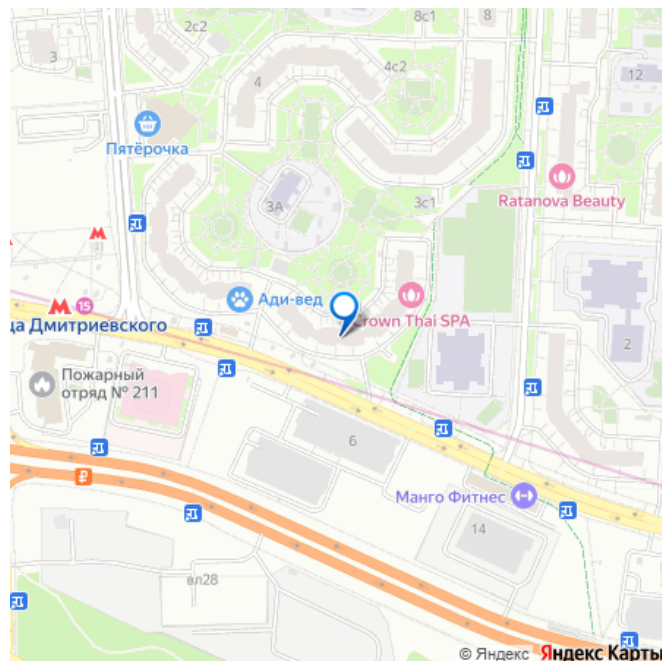 8с1
8
2с2
3
4
4с2
12
Пятёрочка
3А
3с1
Ratanova Beauty
Ади-вед
Crown Thai SPA
15
ца Дмитриевского
2
Пожарный
отряд № 211
6
Манго Фитнес
14
вл28
© Яндекс Яндекс Карты